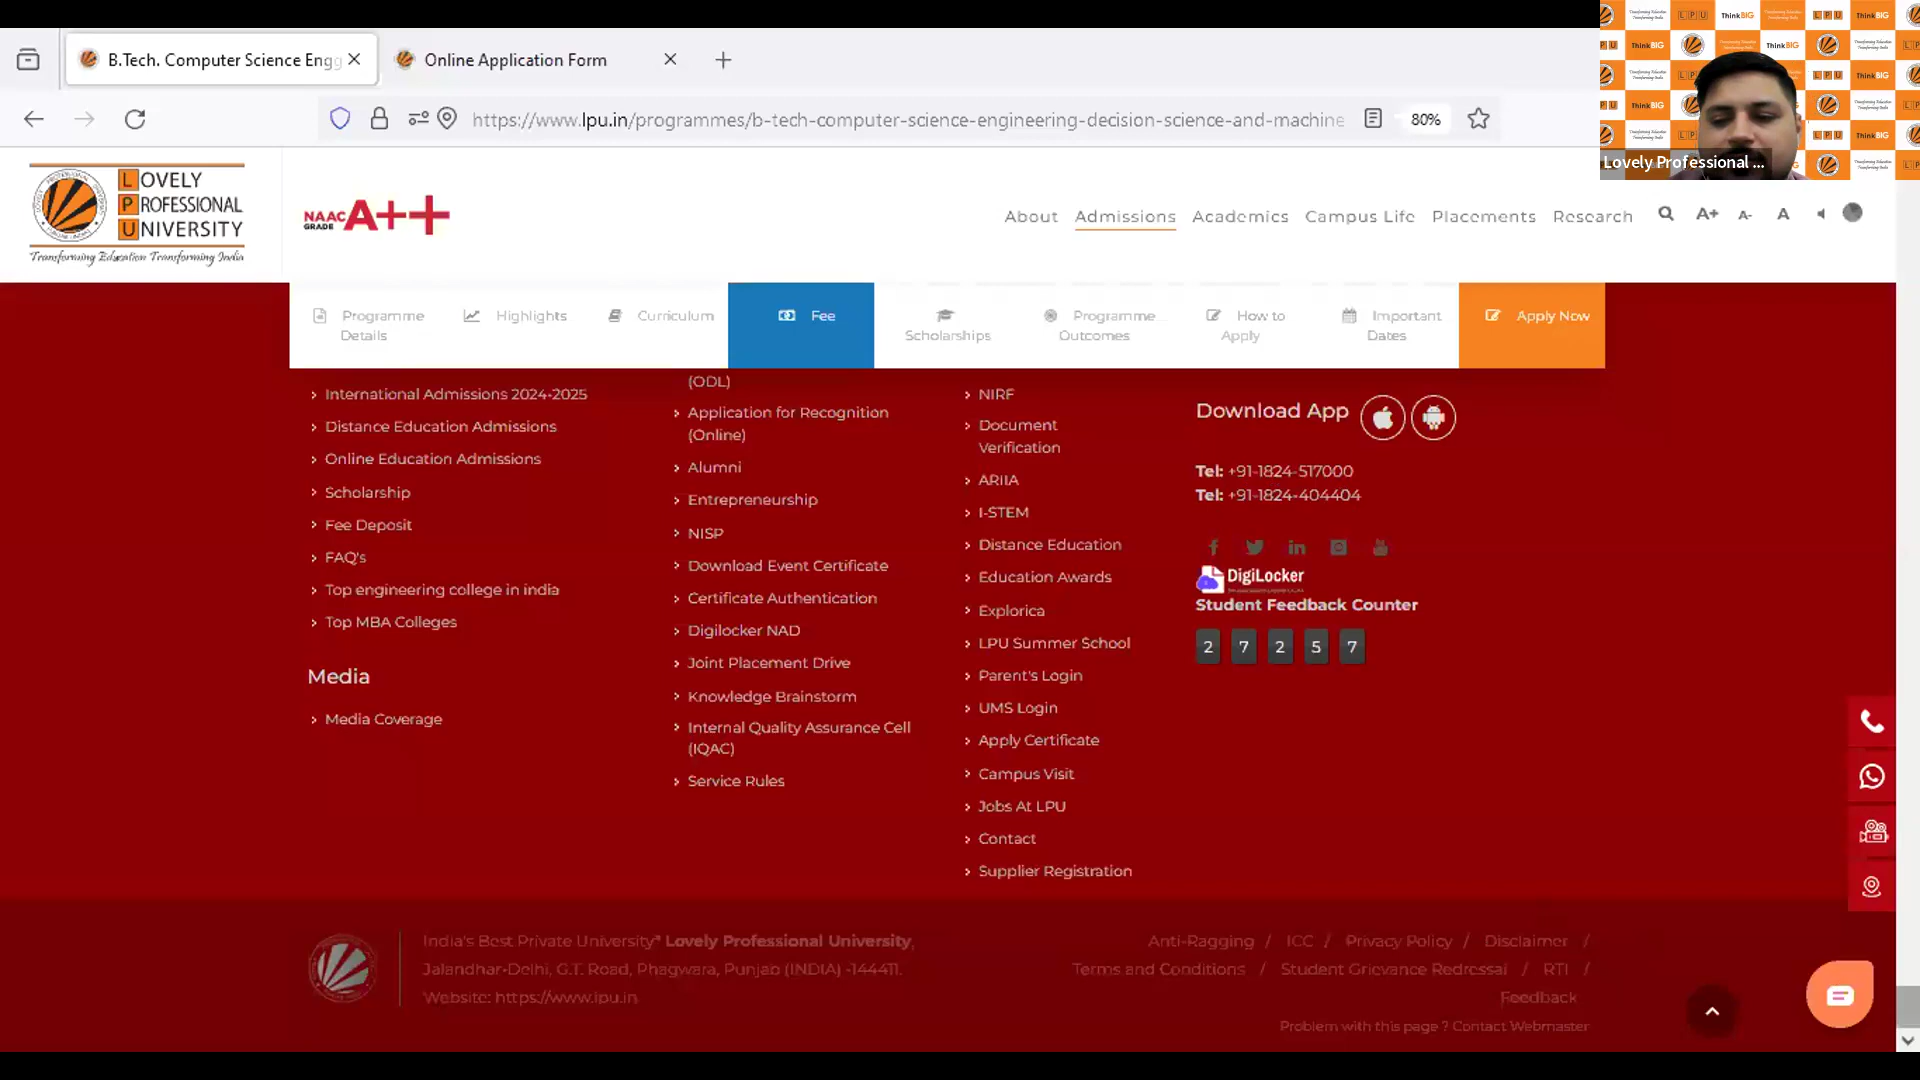 B.Tech. Computer Science Engg
Online Application Form
https://www.lpu.in/programmes/b-tech-computer-science-engineering-decision-science-and-machine
80%
Lovely Professional ...
LOVELY
PROFESSIONAL
UNIVERSITY
Transforming Education Transforming India
NAAC
GRADE
A++
About
Admissions
Academics
Campus Life
Placements
Research
A+
A-
A
Programme
Details
Highlights
Curriculum
Fee
Scholarships
Programme
Outcomes
How to
Apply
Important
Dates
Apply Now
International Admissions 2024-2025
Distance Education Admissions
Online Education Admissions
Scholarship
Fee Deposit
FAQ's
Top engineering college in india
Top MBA Colleges
Media
Media Coverage
(ODL)
Application for Recognition
(Online)
Alumni
Entrepreneurship
NISP
Download Event Certificate
Certificate Authentication
Digilocker NAD
Joint Placement Drive
Knowledge Brainstorm
Internal Quality Assurance Cell
(IQAC)
Service Rules
NIRF
Document
Verification
ARIIA
I-STEM
Distance Education
Education Awards
Explorica
LPU Summer School
Parent's Login
UMS Login
Apply Certificate
Campus Visit
Jobs At LPU
Contact
Supplier Registration
Download App
Tel: +91-1824-517000
Tel: +91-1824-404404
DigiLocker
Student Feedback Counter
2 7 2 5 7
India's Best Private University* Lovely Professional University,
Jalandhar-Delhi, G.T. Road, Phagwara, Punjab (INDIA) -144411.
Website: https://www.lpu.in
Anti-Ragging / ICC / Privacy Policy / Disclaimer /
Terms and Conditions / Student Grievance Redressal / RTI /
Feedback
Problem with this page ? Contact Webmaster